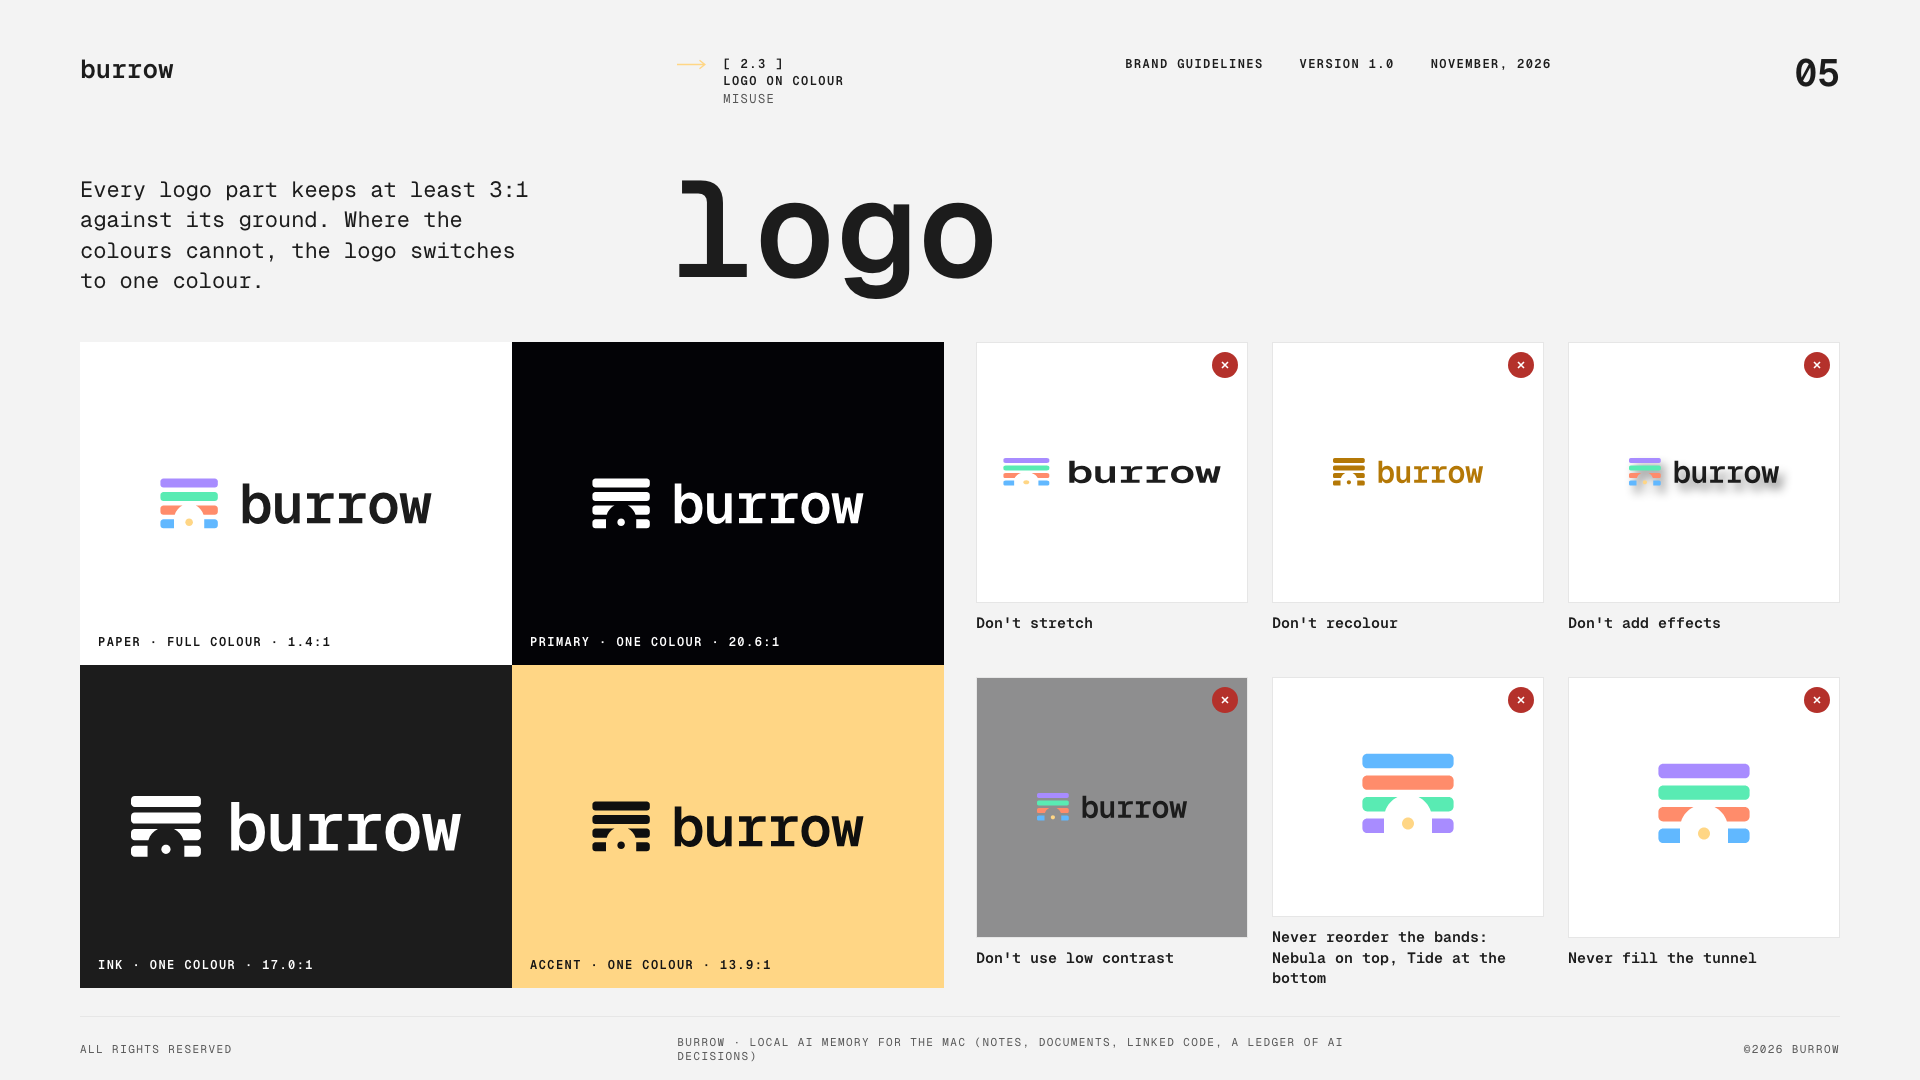 burrow
[ 2.3 ]
LOGO ON COLOUR
MISUSE
BRAND GUIDELINES
VERSION 1.0
NOVEMBER, 2026
05
Every logo part keeps at least 3:1
against its ground. Where the
colours cannot, the logo switches
to one colour.
logo
burrow
PAPER · FULL COLOUR · 1.4:1
burrow
PRIMARY · ONE COLOUR · 20.6:1
burrow
INK · ONE COLOUR · 17.0:1
burrow
ACCENT · ONE COLOUR · 13.9:1
×
burrow
Don't stretch
×
burrow
Don't recolour
×
burrow
Don't add effects
×
burrow
Don't use low contrast
×
Never reorder the bands:
Nebula on top, Tide at the
bottom
×
Never fill the tunnel
ALL RIGHTS RESERVED
BURROW · LOCAL AI MEMORY FOR THE MAC (NOTES, DOCUMENTS, LINKED CODE, A LEDGER OF AI
DECISIONS)
©2026 BURROW